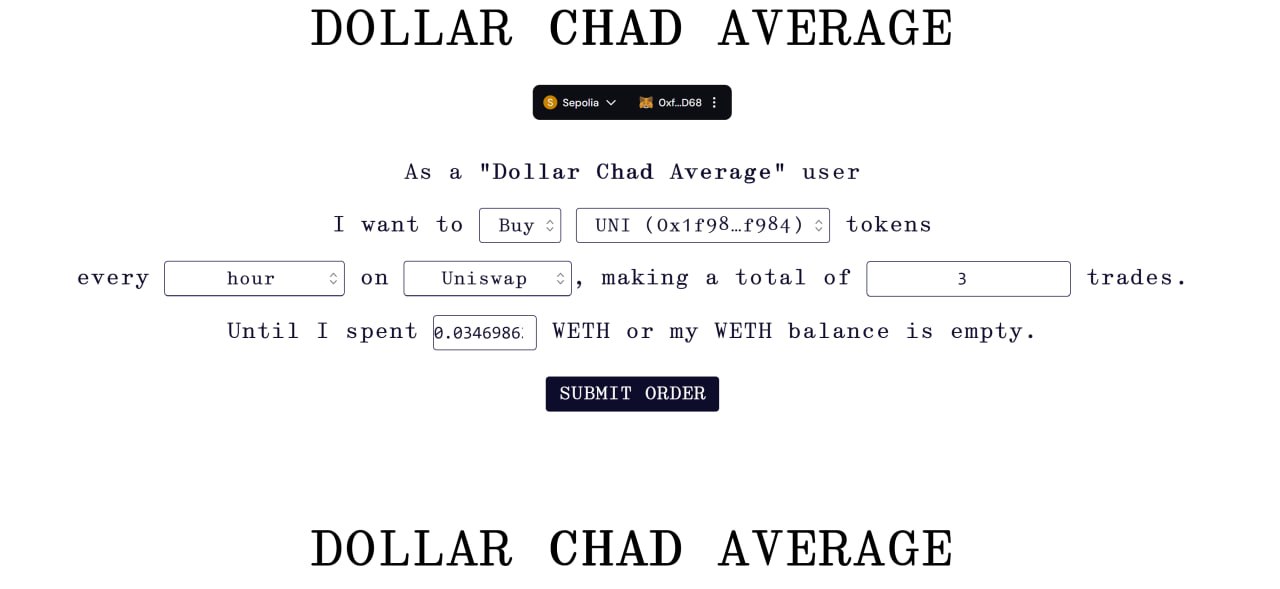 DOLLAR CHAD AVERAGE
S Sepolia 0xf...D68
As a "Dollar Chad Average" user
I want to Buy UNI (0x1f98…f984) tokens
every hour on Uniswap, making a total of 3 trades.
Until I spent 0.0346986 WETH or my WETH balance is empty.
SUBMIT ORDER
DOLLAR CHAD AVERAGE